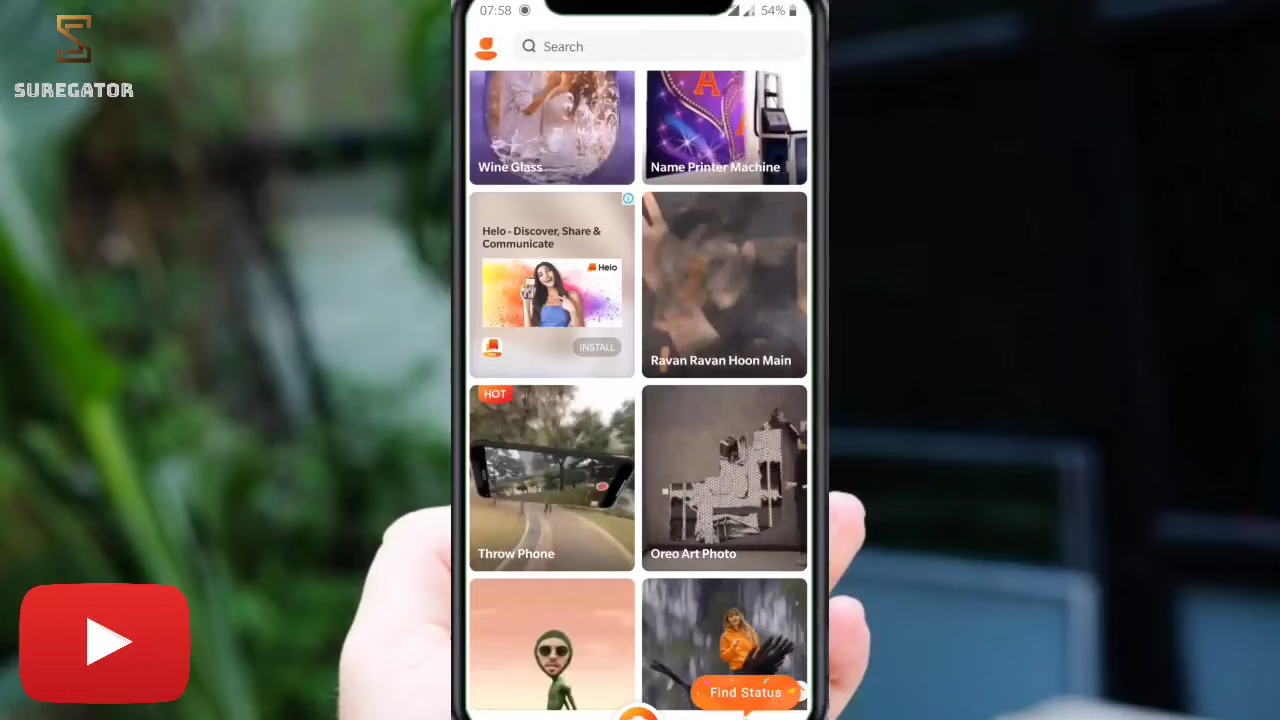 SUREGATOR
07:58
54%
Search
Wine Glass
Name Printer Machine
Helo - Discover, Share &
Communicate
Helo
INSTALL
Ravan Ravan Hoon Main
HOT
Throw Phone
Oreo Art Photo
Find Status